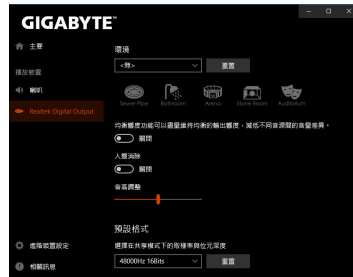 GIGABYTE™
主要
環境
<無>
重置
播放裝置
喇叭
Sewer Pipe
Bathroom
Arena
Stone Room
Auditorium
Realtek Digital Output
均衡響度功能可以盡量維持均衡的輸出響度，減低不同音源間的音量差異。
關閉
人聲消除
關閉
音高調整
預設格式
進階裝置設定
選擇在共享模式下的取樣率與位元深度
48000Hz 16Bits
重置
相關訊息